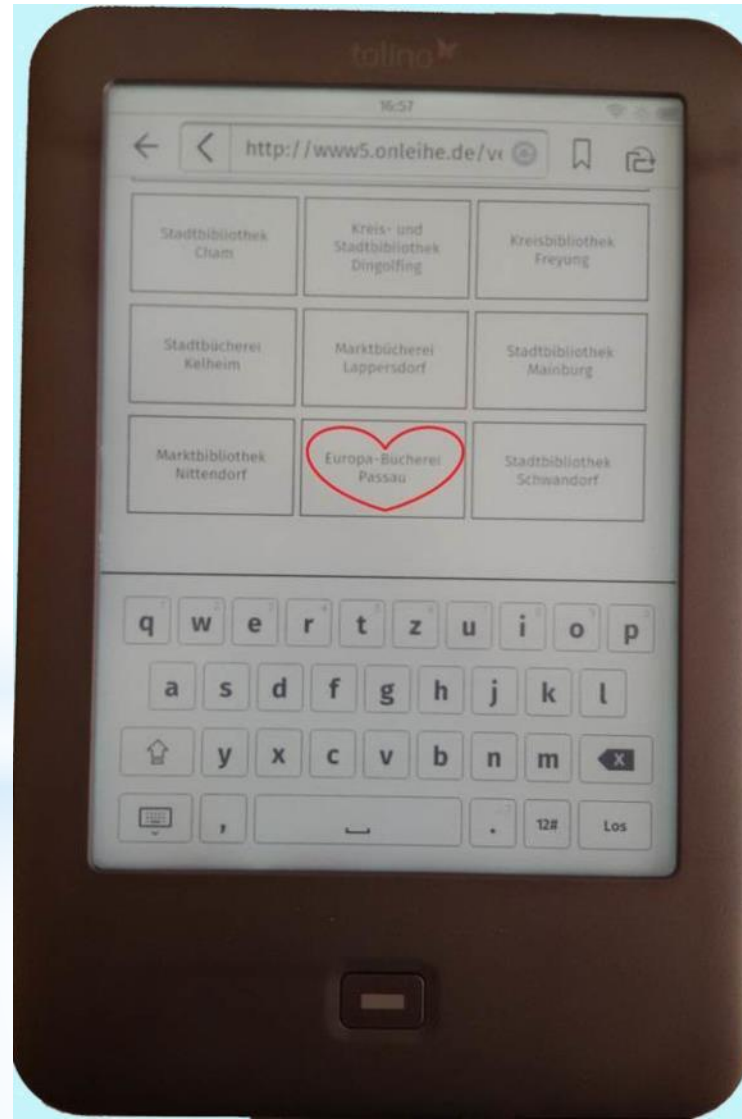 tolino
16:57
http://www5.onleihe.de/ve
Stadtbibliothek
Cham
Kreis- und
Stadtbibliothek
Dingolfing
Kreisbibliothek
Freyung
Stadtbücherei
Kelheim
Marktbücherei
Lappersdorf
Stadtbibliothek
Mainburg
Marktbibliothek
Nittendorf
Europa-Bücherei
Passau
Stadtbibliothek
Schwandorf
q w e r t z u i o p
a s d f g h j k l
y x c v b n m x
, . 12# Los